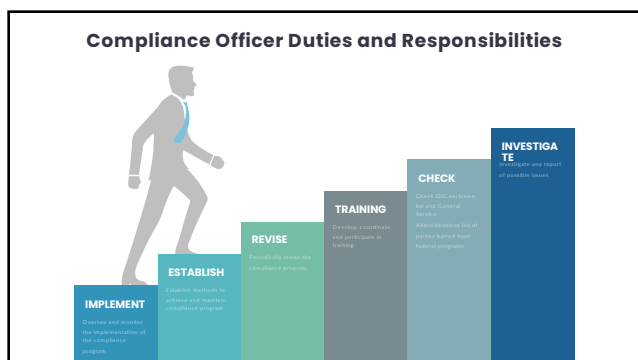 Compliance Officer Duties and Responsibilities
IMPLEMENT
Oversee and monitor
the implementation of
the compliance
program
ESTABLISH
Establish methods to
achieve and maintain
compliance program
REVISE
Periodically revise the
compliance program
TRAINING
Develop, coordinate
and participate in
training
CHECK
Check OIG exclusion
list and General
Service
Administrations list of
parties barred from
federal programs
INVESTIGA
TE
Investigate any report
of possible issues